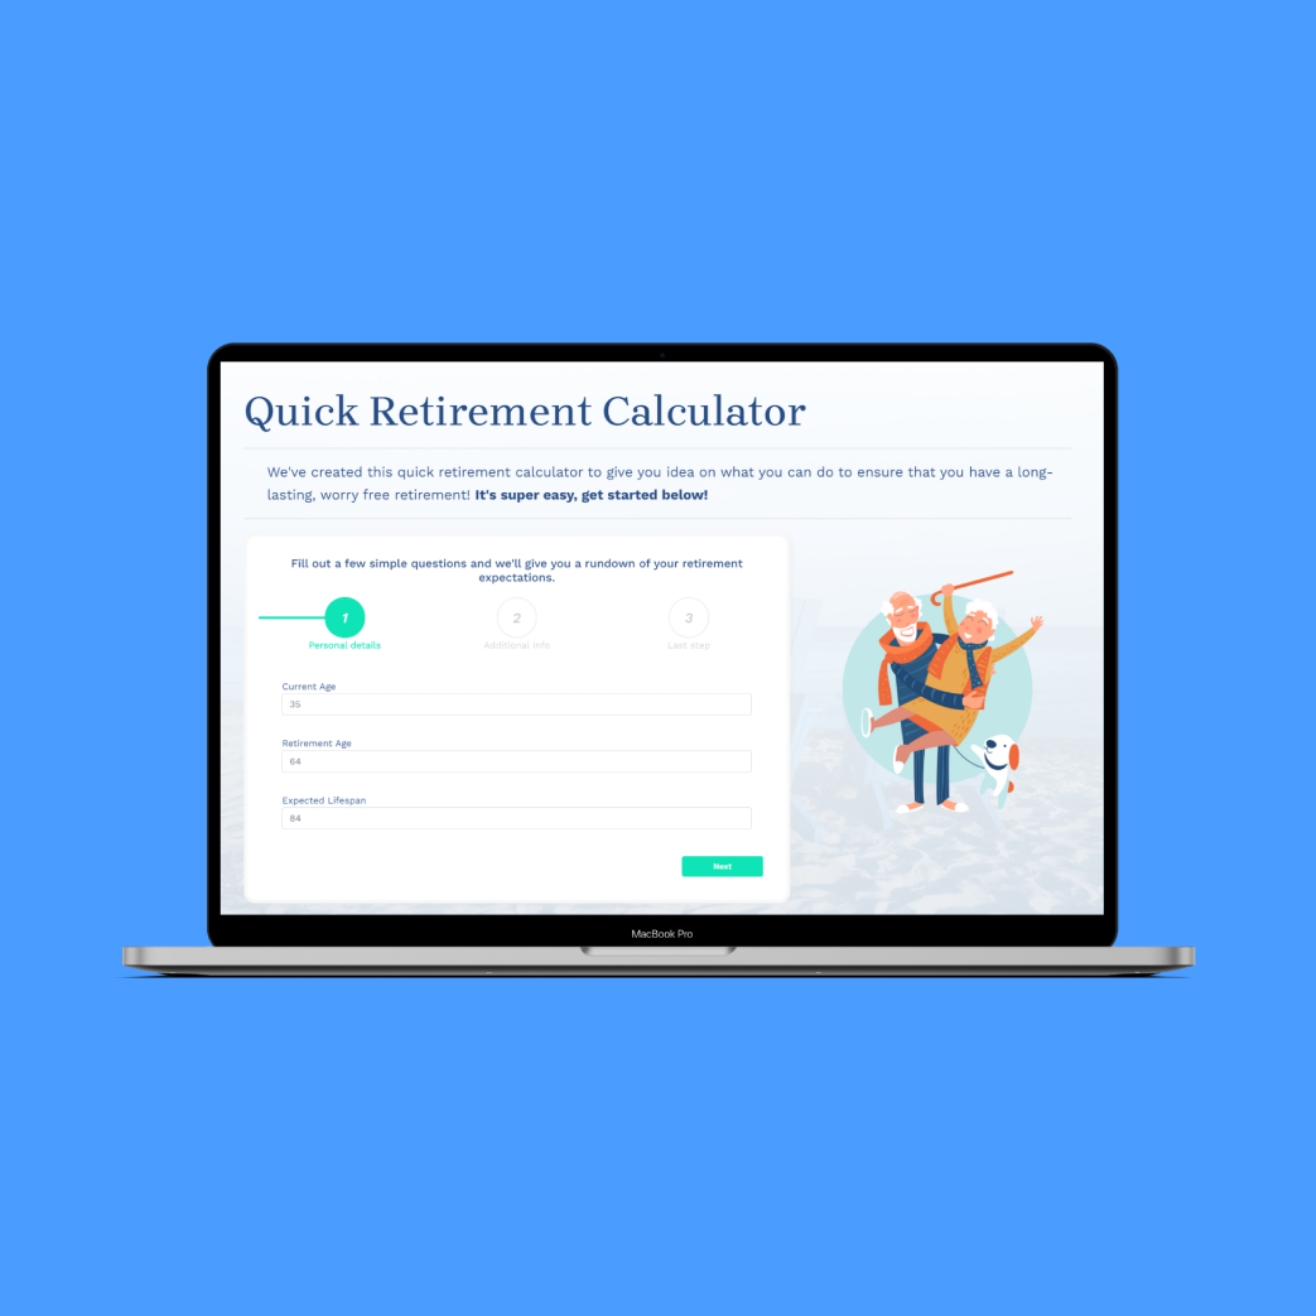 Quick Retirement Calculator
We've created this quick retirement calculator to give you idea on what you can do to ensure that you have a long-
lasting, worry free retirement! It's super easy, get started below!
Fill out a few simple questions and we'll give you a rundown of your retirement
expectations.
1 2 3
Personal details Additional Info Last step
Current Age
35
Retirement Age
64
Expected Lifespan
84
Next
MacBook Pro